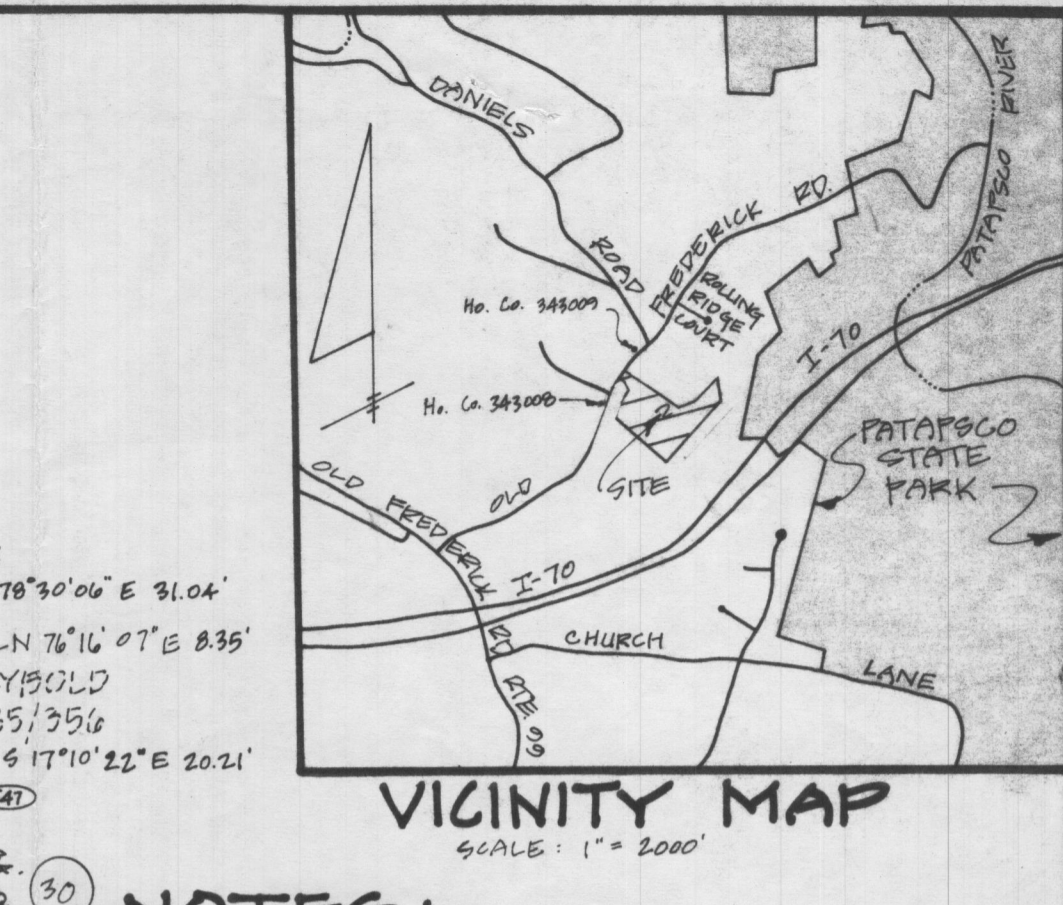 DANIELS
ROAD
FREDERICK RD.
PATAPSCO RIVER
ROLLING
RIDGE
COURT
Ho. Co. 343009
I-70
Ho. Co. 343008
PATAPSCO
STATE
PARK
SITE
OLD
OLD FREDERICK RD.
I-70
CHURCH LANE
RTE. 99
78°30'06" E 31.04'
N 76°16'07" E 8.35'
S 17°10'22" E 20.21'
47
30
VICINITY MAP
SCALE: 1" = 2000'
NOTES: